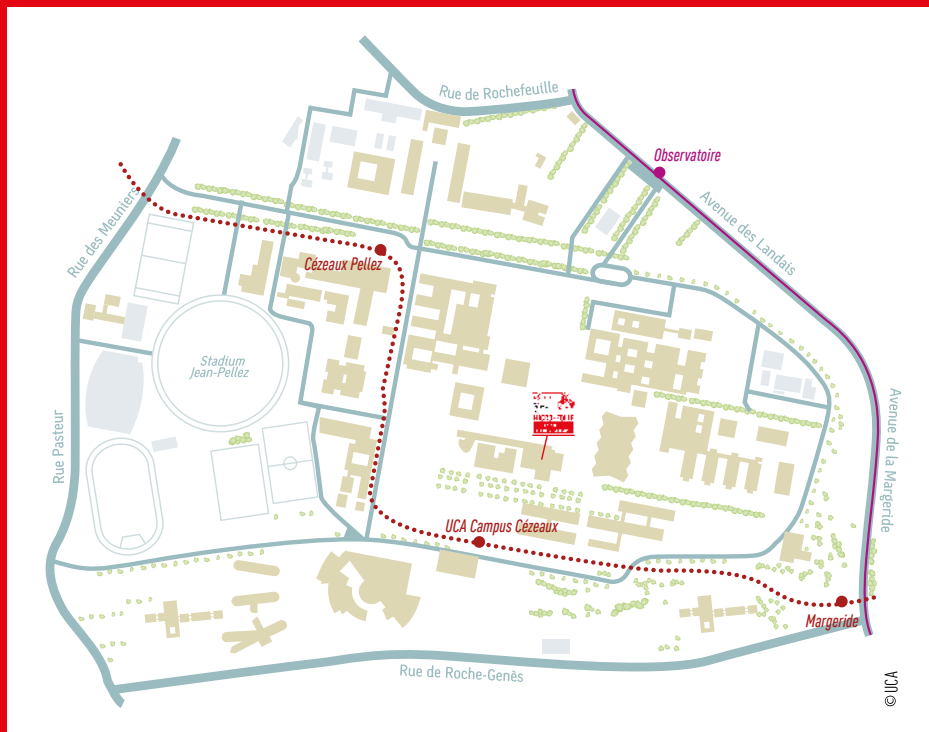 Rue de Rochefeuille
Observatoire
Avenue des Landais
Rue des Meuniers
Cézeaux Pellez
Stadium
Jean-Pellez
Rue Pasteur
Avenue de la Margeride
UCA Campus Cézeaux
Margeride
Rue de Roche-Genès
© UCA